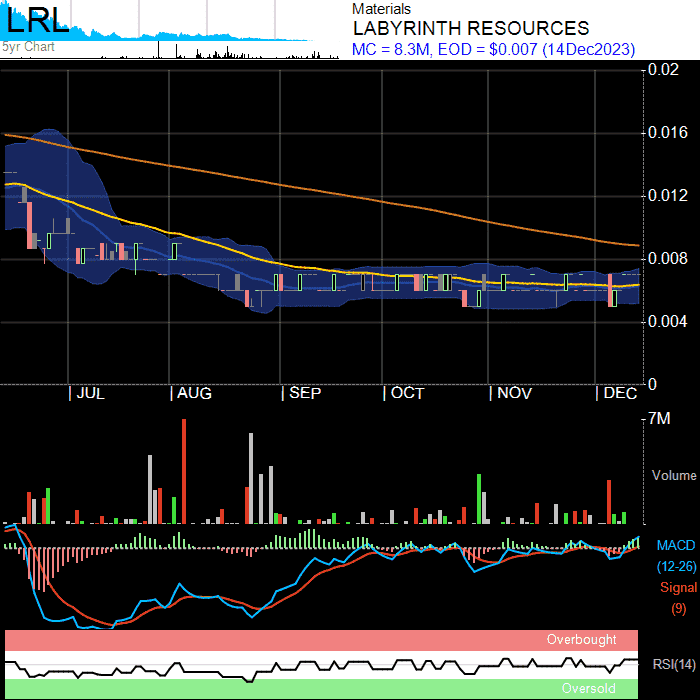 LRL
5yr Chart
Materials
LABYRINTH RESOURCES
MC = 8.3M, EOD = $0.007 (14Dec2023)
0.02
0.016
0.012
0.008
0.004
0
JUL AUG SEP OCT NOV DEC
7M
Volume
MACD
(12-26)
Signal
(9)
Overbought
RSI(14)
Oversold